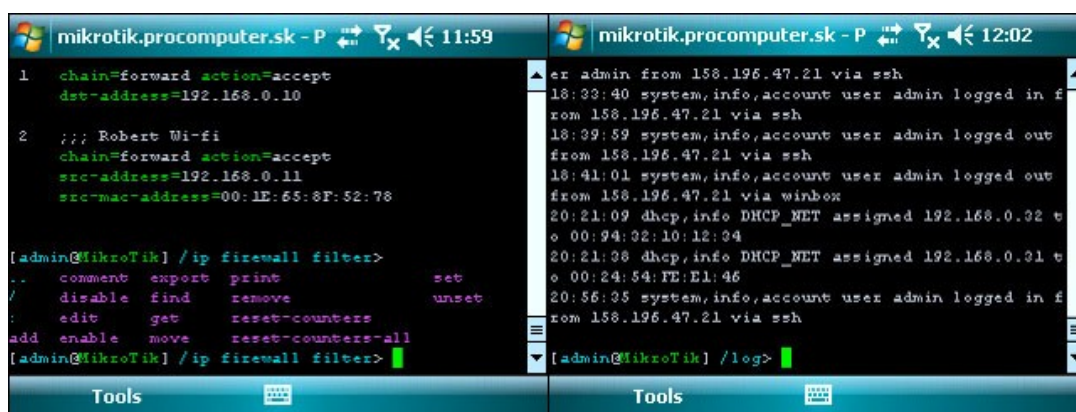 mikrotik.procomputer.sk - P 11:59
1 chain=forward action=accept
dst-address=192.168.0.10
2 ;;; Robert Wi-fi
chain=forward action=accept
src-address=192.168.0.11
src-mac-address=00:1E:65:8F:52:78
[admin@MikroTik] /ip firewall filter>
.. comment export print set
/ disable find remove unset
: edit get reset-counters
add enable move reset-counters-all
[admin@MikroTik] /ip firewall filter>
Tools
mikrotik.procomputer.sk - P 12:02
er admin from 158.196.47.21 via ssh
18:33:40 system,info,account user admin logged in f
rom 158.196.47.21 via ssh
18:39:59 system,info,account user admin logged out
from 158.196.47.21 via ssh
18:41:01 system,info,account user admin logged out
from 158.196.47.21 via winbox
20:21:09 dhcp,info DHCP_NET assigned 192.168.0.32 t
o 00:94:32:10:12:34
20:21:38 dhcp,info DHCP_NET assigned 192.168.0.31 t
o 00:24:54:FE:E1:46
20:56:35 system,info,account user admin logged in f
rom 158.196.47.21 via ssh
[admin@MikroTik] /log>
Tools